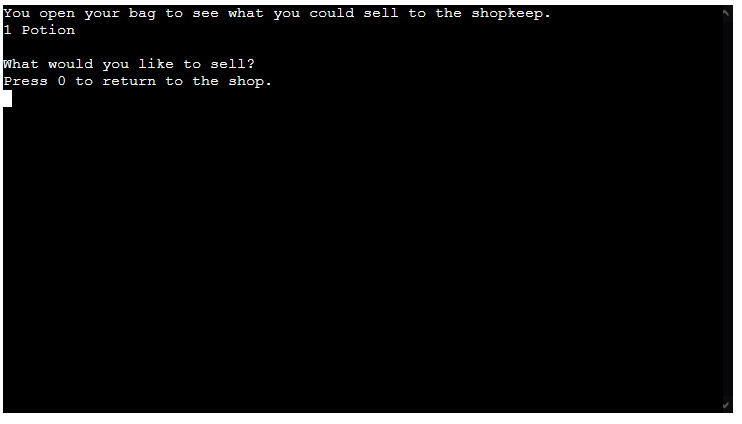 You open your bag to see what you could sell to the shopkeep.
1 Potion
What would you like to sell?
Press 0 to return to the shop.